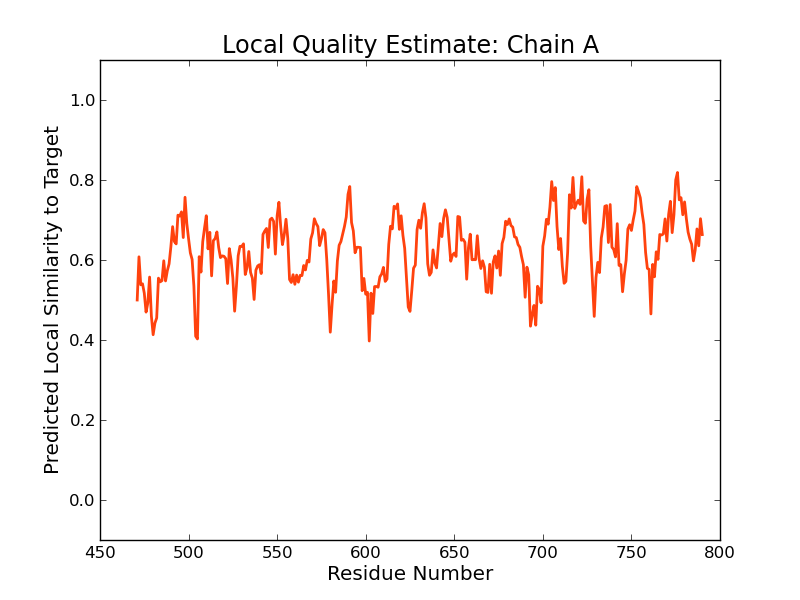 Local Quality Estimate: Chain A
Predicted Local Similarity to Target
1.0
0.8
0.6
0.4
0.2
0.0
450 500 550 600 650 700 750 800
Residue Number